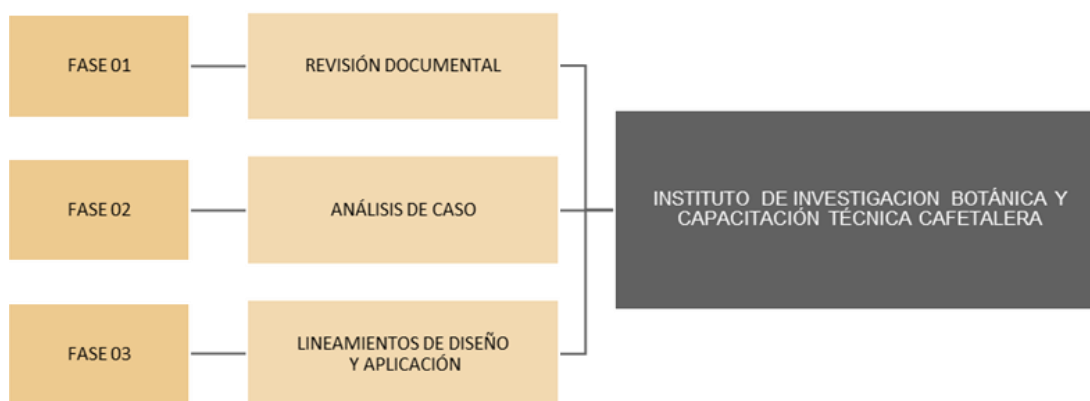 FASE 01
REVISIÓN DOCUMENTAL
FASE 02
ANÁLISIS DE CASO
FASE 03
LINEAMIENTOS DE DISEÑO
Y APLICACIÓN
INSTITUTO DE INVESTIGACION BOTÁNICA Y
CAPACITACIÓN TÉCNICA CAFETALERA